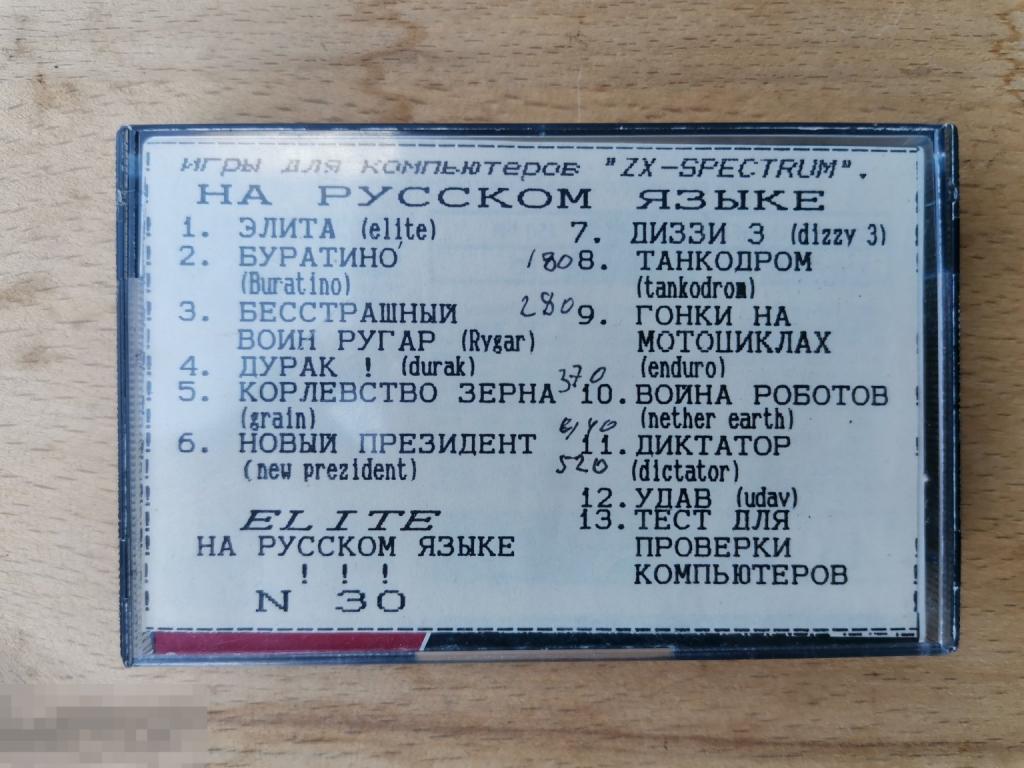 ИГРЫ ДЛЯ КОМПЬЮТЕРОВ "ZX-SPECTRUM".
НА РУССКОМ ЯЗЫКЕ
1. ЭЛИТА (elite)
2. БУРАТИНО 180
(Buratino)
3. БЕССТРАШНЫЙ 280
ВОИН РУГАР (Rygar)
4. ДУРАК ! (durak)
370
5. КОРЛЕВСТВО ЗЕРНА
(grain)
440
6. НОВЫЙ ПРЕЗИДЕНТ
(new prezident) 520
7. ДИЗЗИ 3 (dizzy 3)
8. ТАНКОДРОМ
(tankodrom)
9. ГОНКИ НА
МОТОЦИКЛАХ
(enduro)
10. ВОЙНА РОБОТОВ
(nether earth)
11. ДИКТАТОР
(dictator)
12. УДАВ (udav)
13. ТЕСТ ДЛЯ
ПРОВЕРКИ
КОМПЬЮТЕРОВ
ELITE
НА РУССКОМ ЯЗЫКЕ
! ! !
N 30